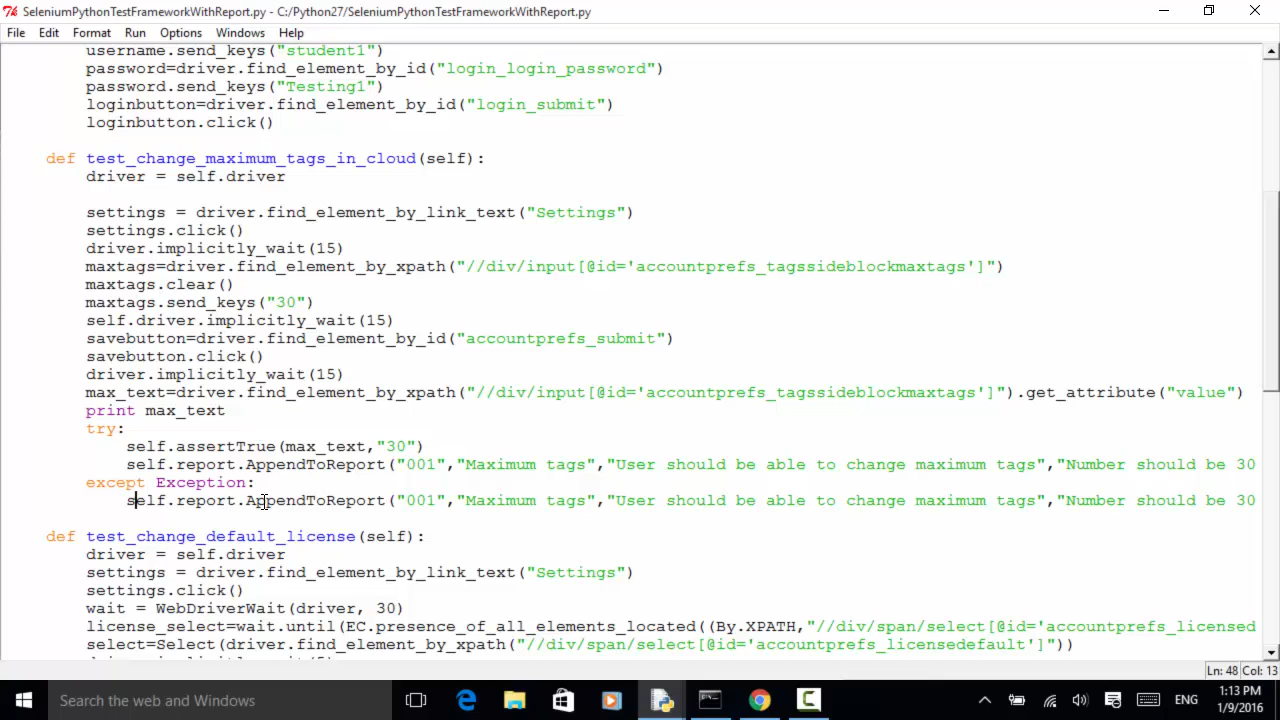 SeleniumPythonTestFrameworkWithReport.py - C:/Python27/SeleniumPythonTestFrameworkWithReport.py
File Edit Format Run Options Windows Help
username.send_keys("student1")
password=driver.find_element_by_id("login_login_password")
password.send_keys("Testing1")
loginbutton=driver.find_element_by_id("login_submit")
loginbutton.click()
def test_change_maximum_tags_in_cloud(self):
driver = self.driver
settings = driver.find_element_by_link_text("Settings")
settings.click()
driver.implicitly_wait(15)
maxtags=driver.find_element_by_xpath("//div/input[@id='accountprefs_tagssideblockmaxtags']")
maxtags.clear()
maxtags.send_keys("30")
self.driver.implicitly_wait(15)
savebutton=driver.find_element_by_id("accountprefs_submit")
savebutton.click()
driver.implicitly_wait(15)
max_text=driver.find_element_by_xpath("//div/input[@id='accountprefs_tagssideblockmaxtags']").get_attribute("value")
print max_text
try:
self.assertTrue(max_text,"30")
self.report.AppendToReport("001","Maximum tags","User should be able to change maximum tags","Number should be 30
except Exception:
self.report.AppendToReport("001","Maximum tags","User should be able to change maximum tags","Number should be 30
def test_change_default_license(self):
driver = self.driver
settings = driver.find_element_by_link_text("Settings")
settings.click()
wait = WebDriverWait(driver, 30)
license_select=wait.until(EC.presence_of_all_elements_located((By.XPATH,"//div/span/select[@id='accountprefs_licensed
select=Select(driver.find_element_by_xpath("//div/span/select[@id='accountprefs_licensedefault']"))
Ln: 48 Col: 13
Search the web and Windows
ENG
1:13 PM
1/9/2016